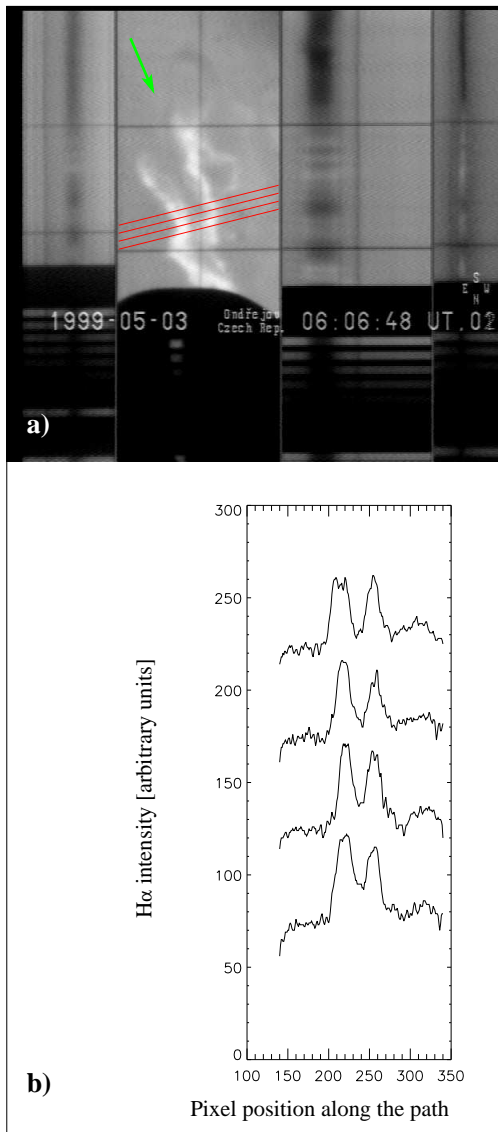 S
E W
N
1999-05-03
Ondřejov
Czech Rep.
06:06:48 UT.02
a)
300
250
200
150
100
50
0
Hα intensity [arbitrary units]
100 150 200 250 300 350
b)
Pixel position along the path